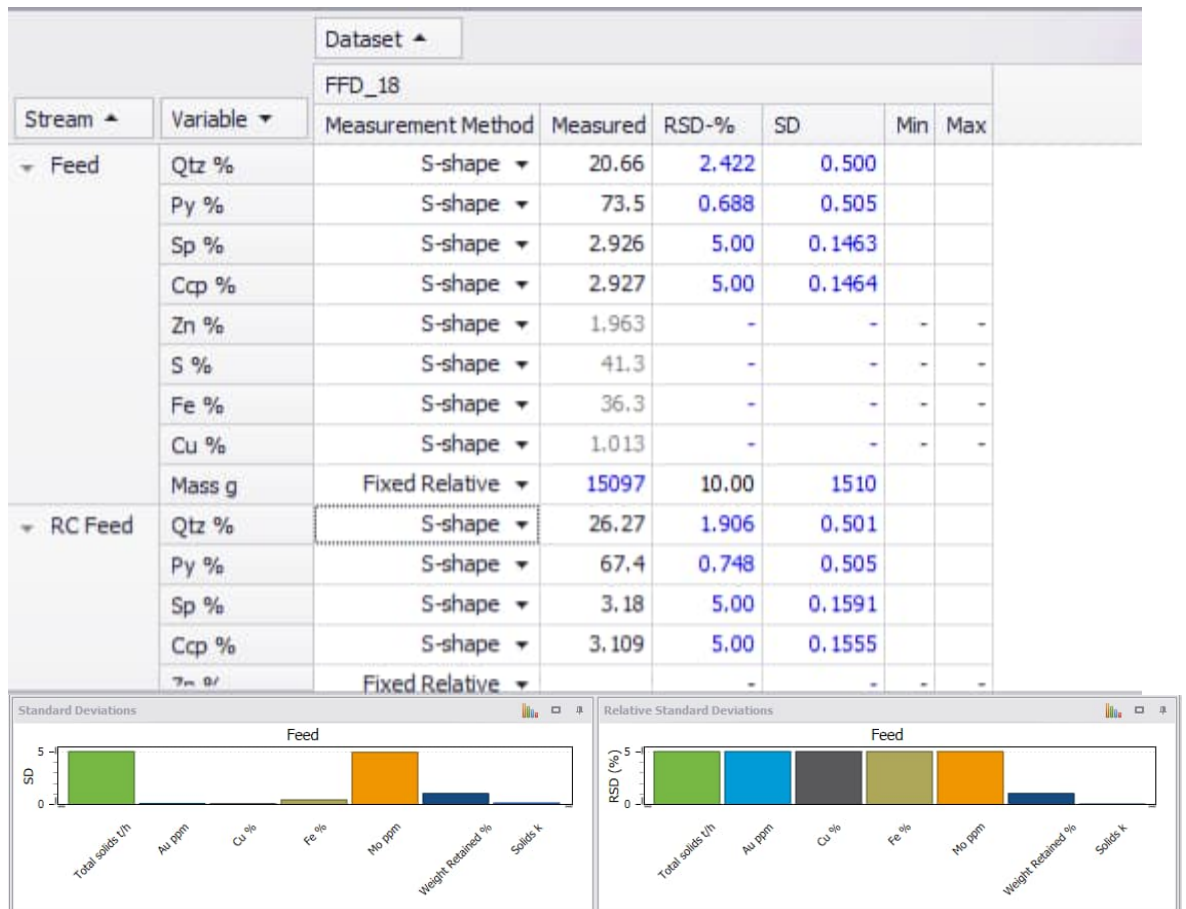 Dataset
FFD_18
Stream Variable Measurement Method Measured RSD-% SD Min Max
Feed Qtz % S-shape 20.66 2.422 0.500
Py % S-shape 73.5 0.688 0.505
Sp % S-shape 2.926 5.00 0.1463
Ccp % S-shape 2.927 5.00 0.1464
Zn % S-shape 1.963 - - - -
S % S-shape 41.3 - - - -
Fe % S-shape 36.3 - - - -
Cu % S-shape 1.013 - - - -
Mass g Fixed Relative 15097 10.00 1510
RC Feed Qtz % S-shape 26.27 1.906 0.501
Py % S-shape 67.4 0.748 0.505
Sp % S-shape 3.18 5.00 0.1591
Ccp % S-shape 3.109 5.00 0.1555
Zn % Fixed Relative - - - -
Standard Deviations
Feed
SD
5
0
Total solids t/h
Au ppm
Cu %
Fe %
Mo ppm
Weight Retained %
Solids k
Relative Standard Deviations
Feed
RSD (%)
5
0
Total solids t/h
Au ppm
Cu %
Fe %
Mo ppm
Weight Retained %
Solids k